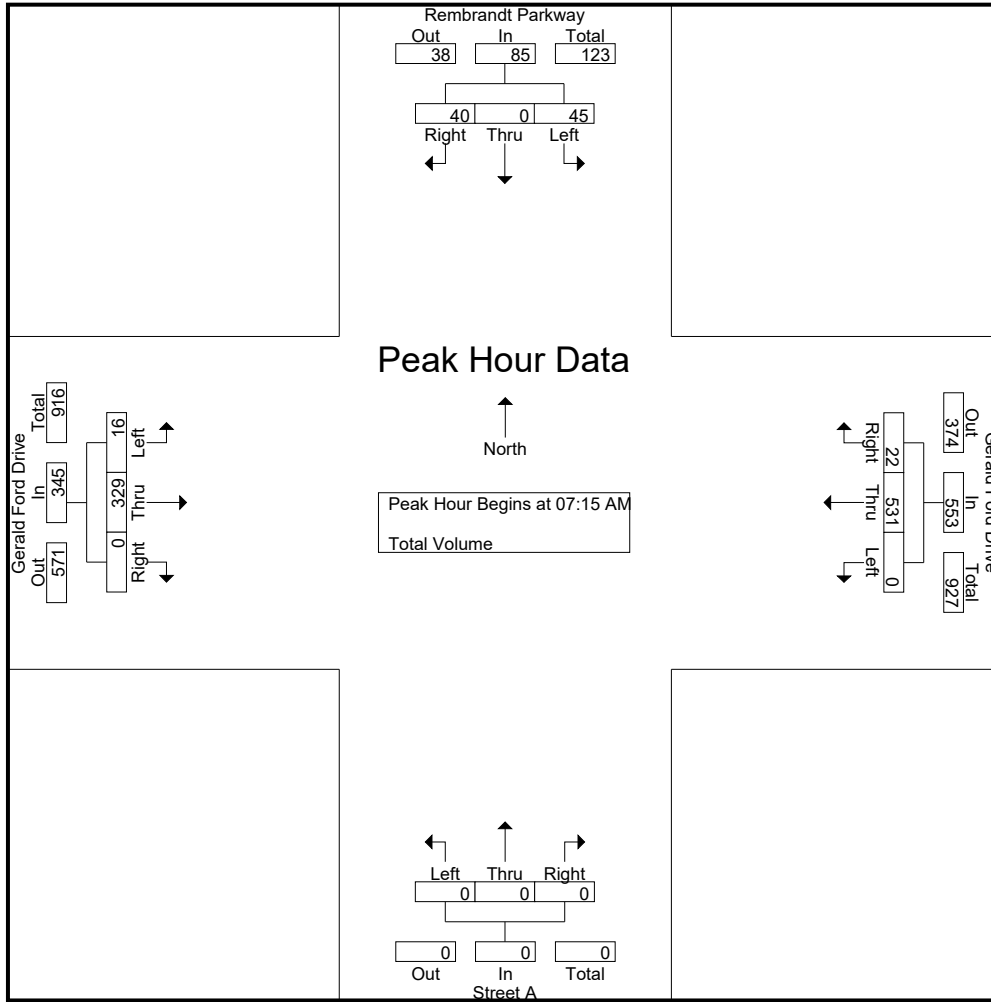 Rembrandt Parkway
Out In Total
38 85 123
40 0 45
Right Thru Left
Peak Hour Data
North
Peak Hour Begins at 07:15 AM
Total Volume
Gerald Ford Drive
Total In Out
916 345 571
16 329 0
Left Thru Right
Right Thru Left
22 531 0
374 553 927
Out In Total
Gerald Ford Drive
Left Thru Right
0 0 0
0 0 0
Out In Total
Street A